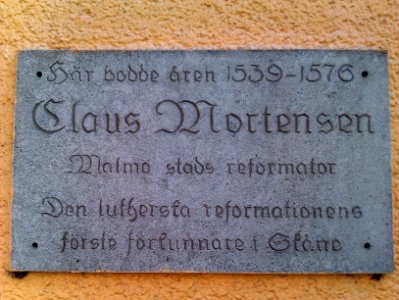 Här bodde åren 1539-1576
Claus Mortensen
Malmö stads reformator
Den lutherska reformationens
förste förkunnare i Skåne